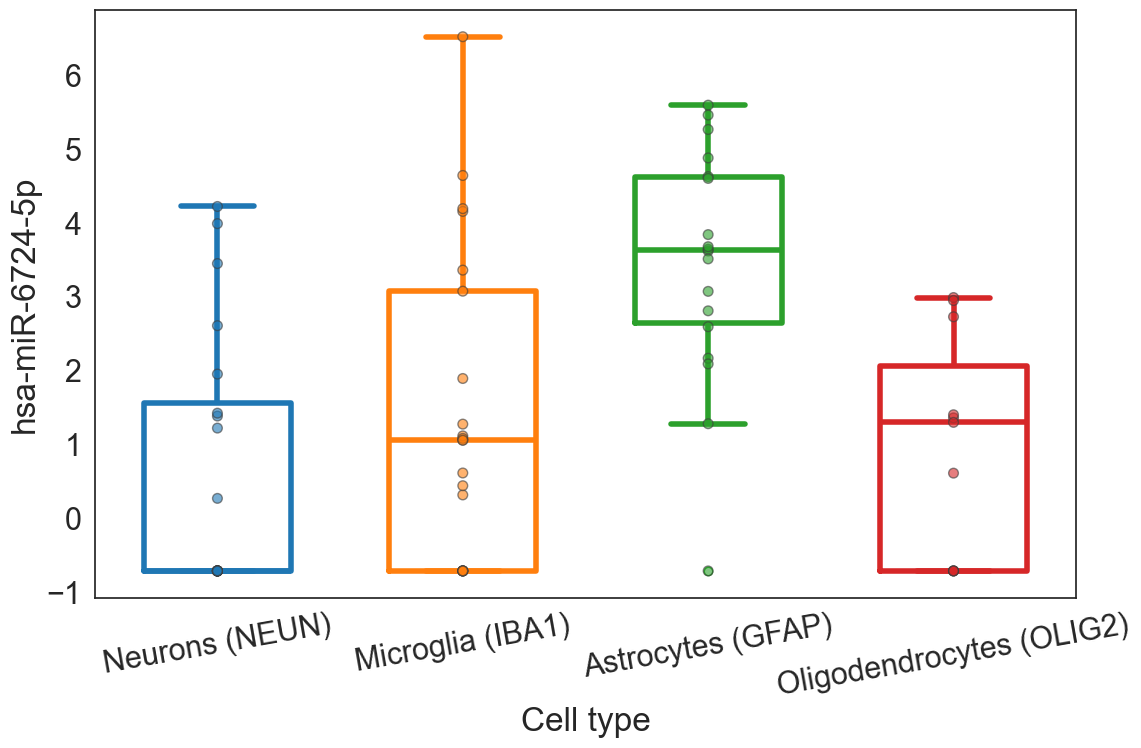 hsa-miR-6724-5p
6
5
4
3
2
1
0
−1
Neurons (NEUN)
Microglia (IBA1)
Astrocytes (GFAP)
Oligodendrocytes (OLIG2)
Cell type